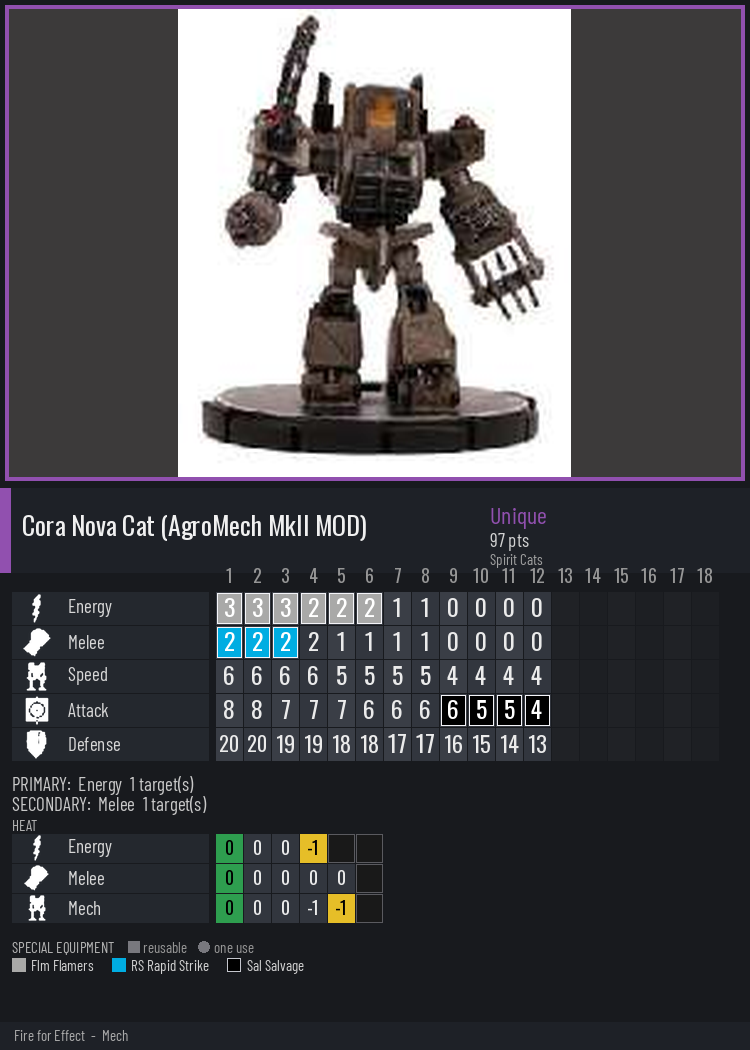 Cora Nova Cat (AgroMech MkII MOD)
Unique
97 pts
Spirit Cats
1 2 3 4 5 6 7 8 9 10 11 12 13 14 15 16 17 18
Energy 3 3 3 2 2 2 1 1 0 0 0 0
Melee 2 2 2 2 1 1 1 1 0 0 0 0
Speed 6 6 6 6 5 5 5 5 4 4 4 4
Attack 8 8 7 7 7 6 6 6 6 5 5 4
Defense 20 20 19 19 18 18 17 17 16 15 14 13
PRIMARY: Energy 1 target(s)
SECONDARY: Melee 1 target(s)
HEAT
Energy 0 0 0 -1
Melee 0 0 0 0 0
Mech 0 0 0 -1 -1
SPECIAL EQUIPMENT reusable one use
Flm Flamers RS Rapid Strike Sal Salvage
Fire for Effect - Mech